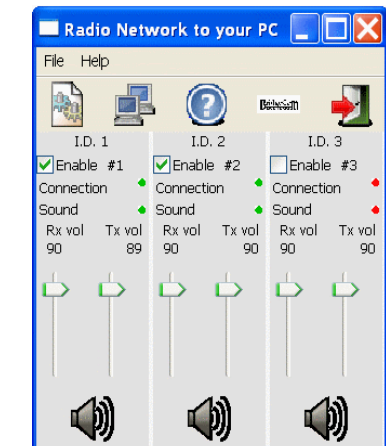 Radio Network to your PC
File Help
I.D. 1 I.D. 2 I.D. 3
Enable #1 Enable #2 Enable #3
Connection Connection Connection
Sound Sound Sound
Rx vol Tx vol Rx vol Tx vol Rx vol Tx vol
90 89 90 90 90 90